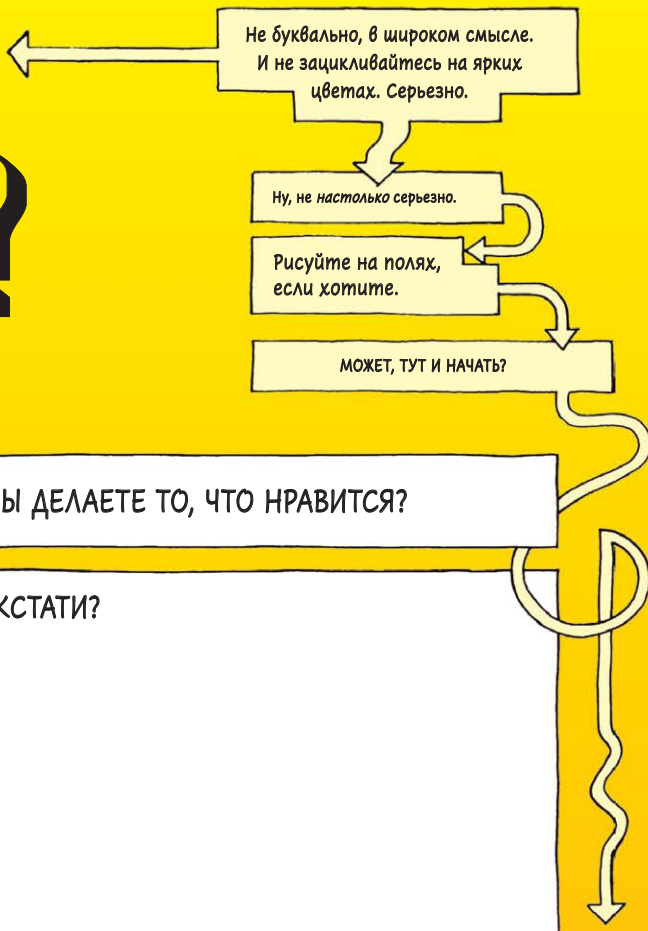 Не буквально, в широком смысле.
И не зацикливайтесь на ярких
цветах. Серьезно.
?
Ну, не настолько серьезно.
Рисуйте на полях,
если хотите.
МОЖЕТ, ТУТ И НАЧАТЬ?
Ы ДЕЛАЕТЕ ТО, ЧТО НРАВИТСЯ?
КСТАТИ?